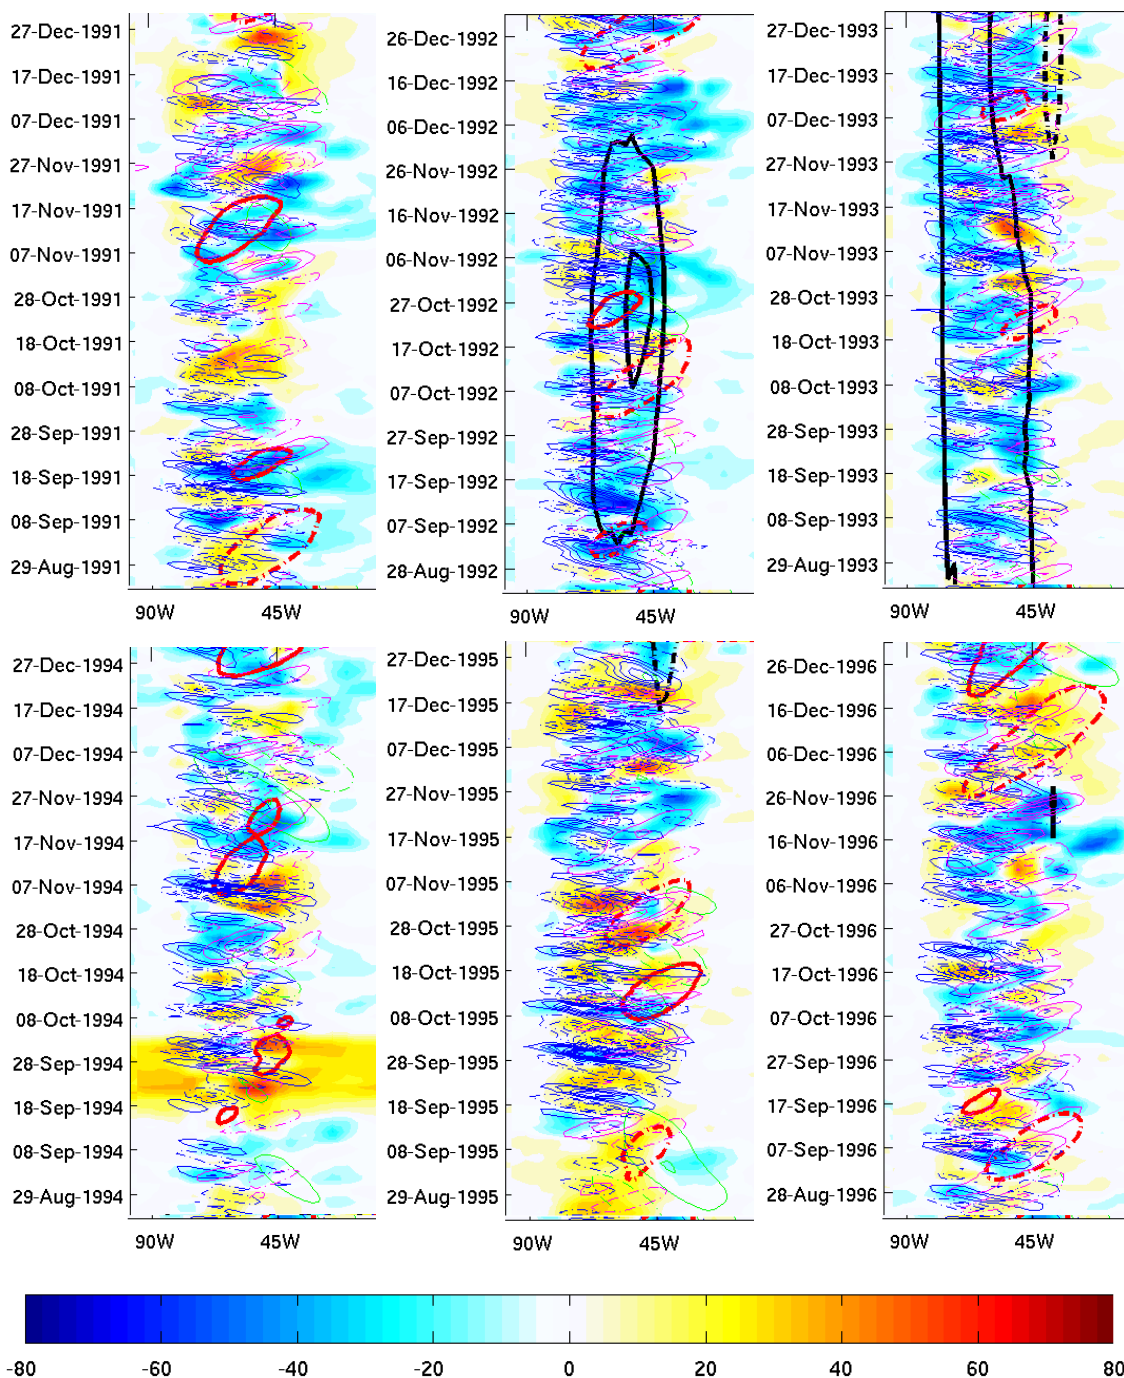 27-Dec-1991
17-Dec-1991
07-Dec-1991
27-Nov-1991
17-Nov-1991
07-Nov-1991
28-Oct-1991
18-Oct-1991
08-Oct-1991
28-Sep-1991
18-Sep-1991
08-Sep-1991
29-Aug-1991
90W 45W
26-Dec-1992
16-Dec-1992
06-Dec-1992
26-Nov-1992
16-Nov-1992
06-Nov-1992
27-Oct-1992
17-Oct-1992
07-Oct-1992
27-Sep-1992
17-Sep-1992
07-Sep-1992
28-Aug-1992
90W 45W
27-Dec-1993
17-Dec-1993
07-Dec-1993
27-Nov-1993
17-Nov-1993
07-Nov-1993
28-Oct-1993
18-Oct-1993
08-Oct-1993
28-Sep-1993
18-Sep-1993
08-Sep-1993
29-Aug-1993
90W 45W
27-Dec-1994
17-Dec-1994
07-Dec-1994
27-Nov-1994
17-Nov-1994
07-Nov-1994
28-Oct-1994
18-Oct-1994
08-Oct-1994
28-Sep-1994
18-Sep-1994
08-Sep-1994
29-Aug-1994
90W 45W
27-Dec-1995
17-Dec-1995
07-Dec-1995
27-Nov-1995
17-Nov-1995
07-Nov-1995
28-Oct-1995
18-Oct-1995
08-Oct-1995
28-Sep-1995
18-Sep-1995
08-Sep-1995
29-Aug-1995
90W 45W
26-Dec-1996
16-Dec-1996
06-Dec-1996
26-Nov-1996
16-Nov-1996
06-Nov-1996
27-Oct-1996
17-Oct-1996
07-Oct-1996
27-Sep-1996
17-Sep-1996
07-Sep-1996
28-Aug-1996
90W 45W
-80 -60 -40 -20 0 20 40 60 80